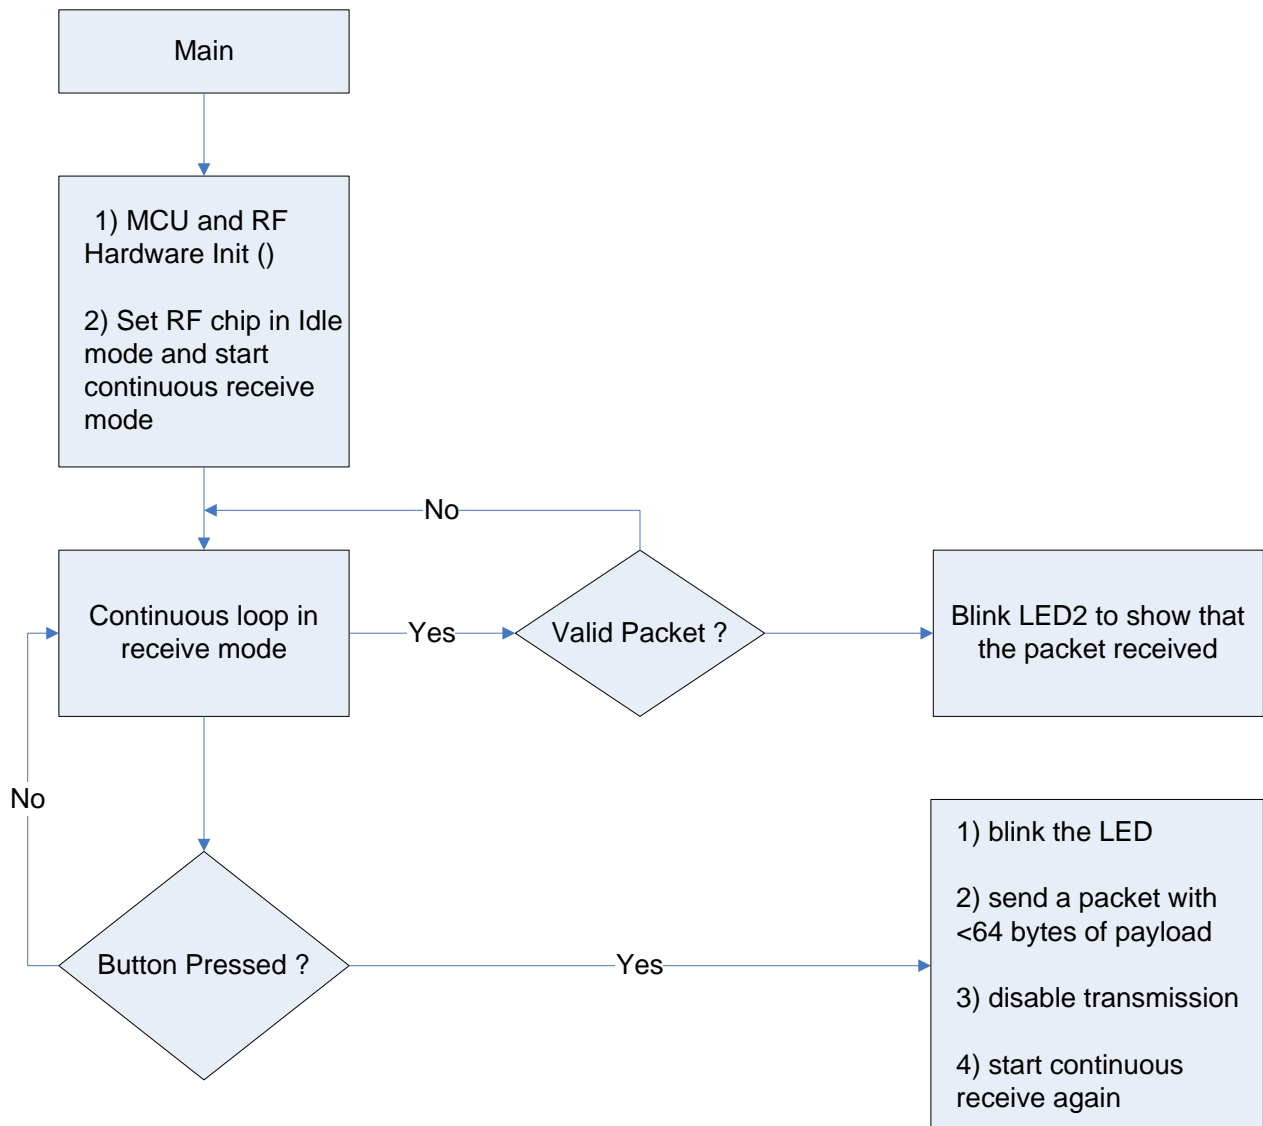 Main
1) MCU and RF
Hardware Init ()
2) Set RF chip in Idle
mode and start
continuous receive
mode
No
Continuous loop in
receive mode
Yes
Valid Packet ?
Blink LED2 to show that
the packet received
No
Button Pressed ?
Yes
1) blink the LED
2) send a packet with
<64 bytes of payload
3) disable transmission
4) start continuous
receive again